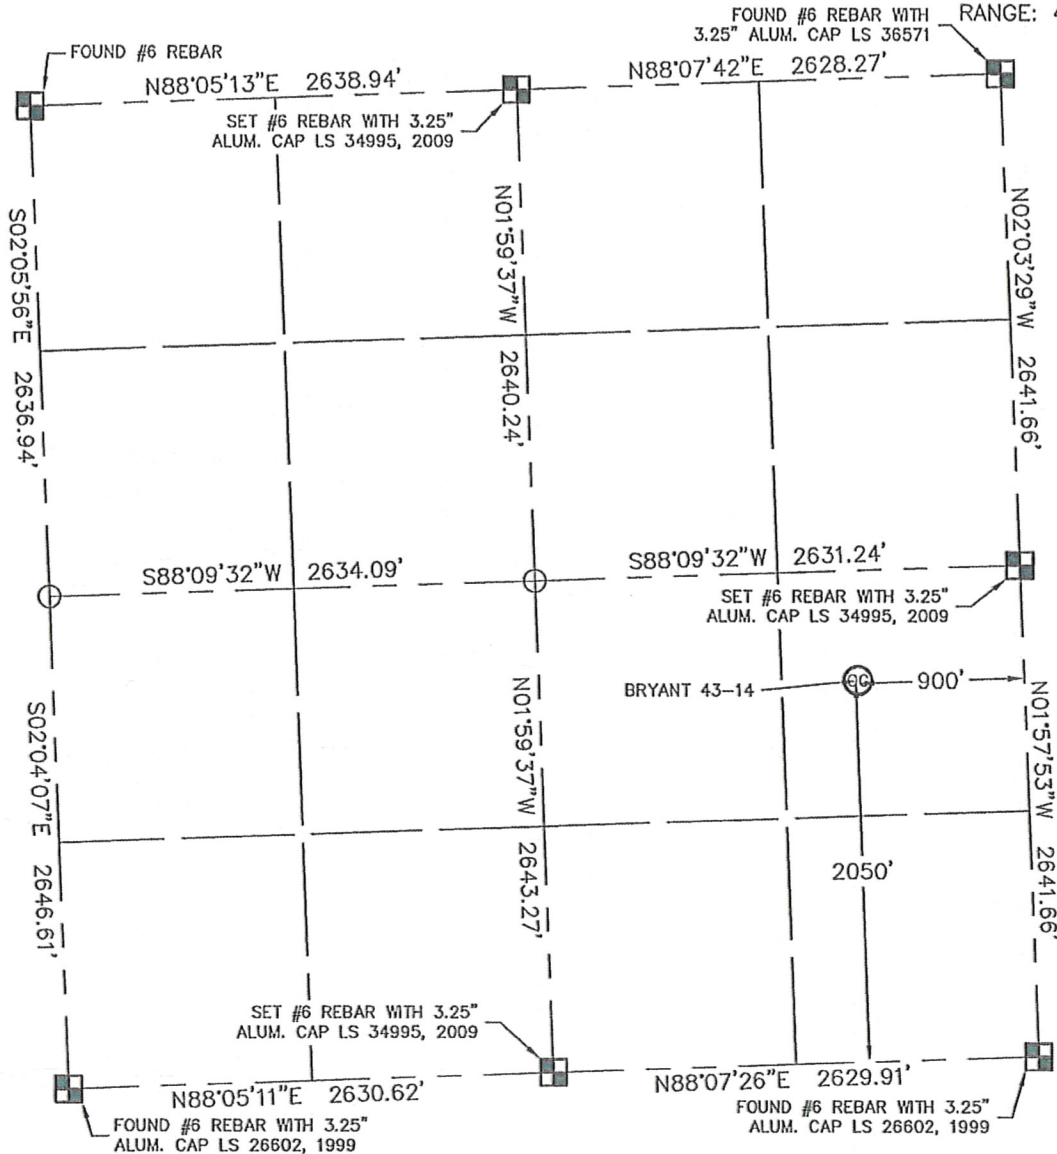 FOUND #6 REBAR WITH
3.25" ALUM. CAP LS 36571
RANGE: 4
FOUND #6 REBAR
N88°05'13"E 2638.94'
N88°07'42"E 2628.27'
SET #6 REBAR WITH 3.25"
ALUM. CAP LS 34995, 2009
S02°05'56"E 2636.94'
N01°59'37"W 2640.24'
N02°03'29"W 2641.66'
S88°09'32"W 2634.09'
S88°09'32"W 2631.24'
SET #6 REBAR WITH 3.25"
ALUM. CAP LS 34995, 2009
BRYANT 43-14
900'
S02°04'07"E 2646.61'
N01°59'37"W 2643.27'
N01°57'53"W 2641.66'
2050'
SET #6 REBAR WITH 3.25"
ALUM. CAP LS 34995, 2009
N88°05'11"E 2630.62'
N88°07'26"E 2629.91'
FOUND #6 REBAR WITH 3.25"
ALUM. CAP LS 26602, 1999
FOUND #6 REBAR WITH 3.25"
ALUM. CAP LS 26602, 1999